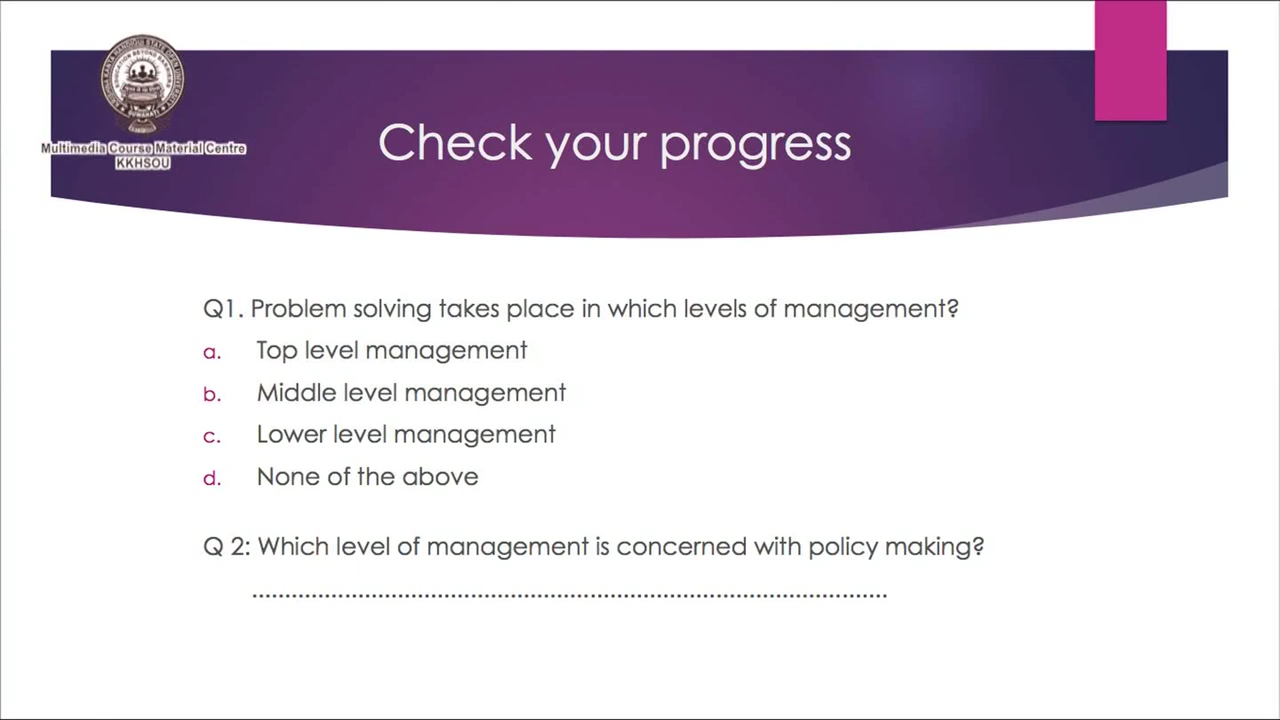 Multimedia Course Material Centre
KKHSOU
Check your progress
Q1. Problem solving takes place in which levels of management?
a. Top level management
b. Middle level management
c. Lower level management
d. None of the above
Q 2: Which level of management is concerned with policy making?
................................................................................................